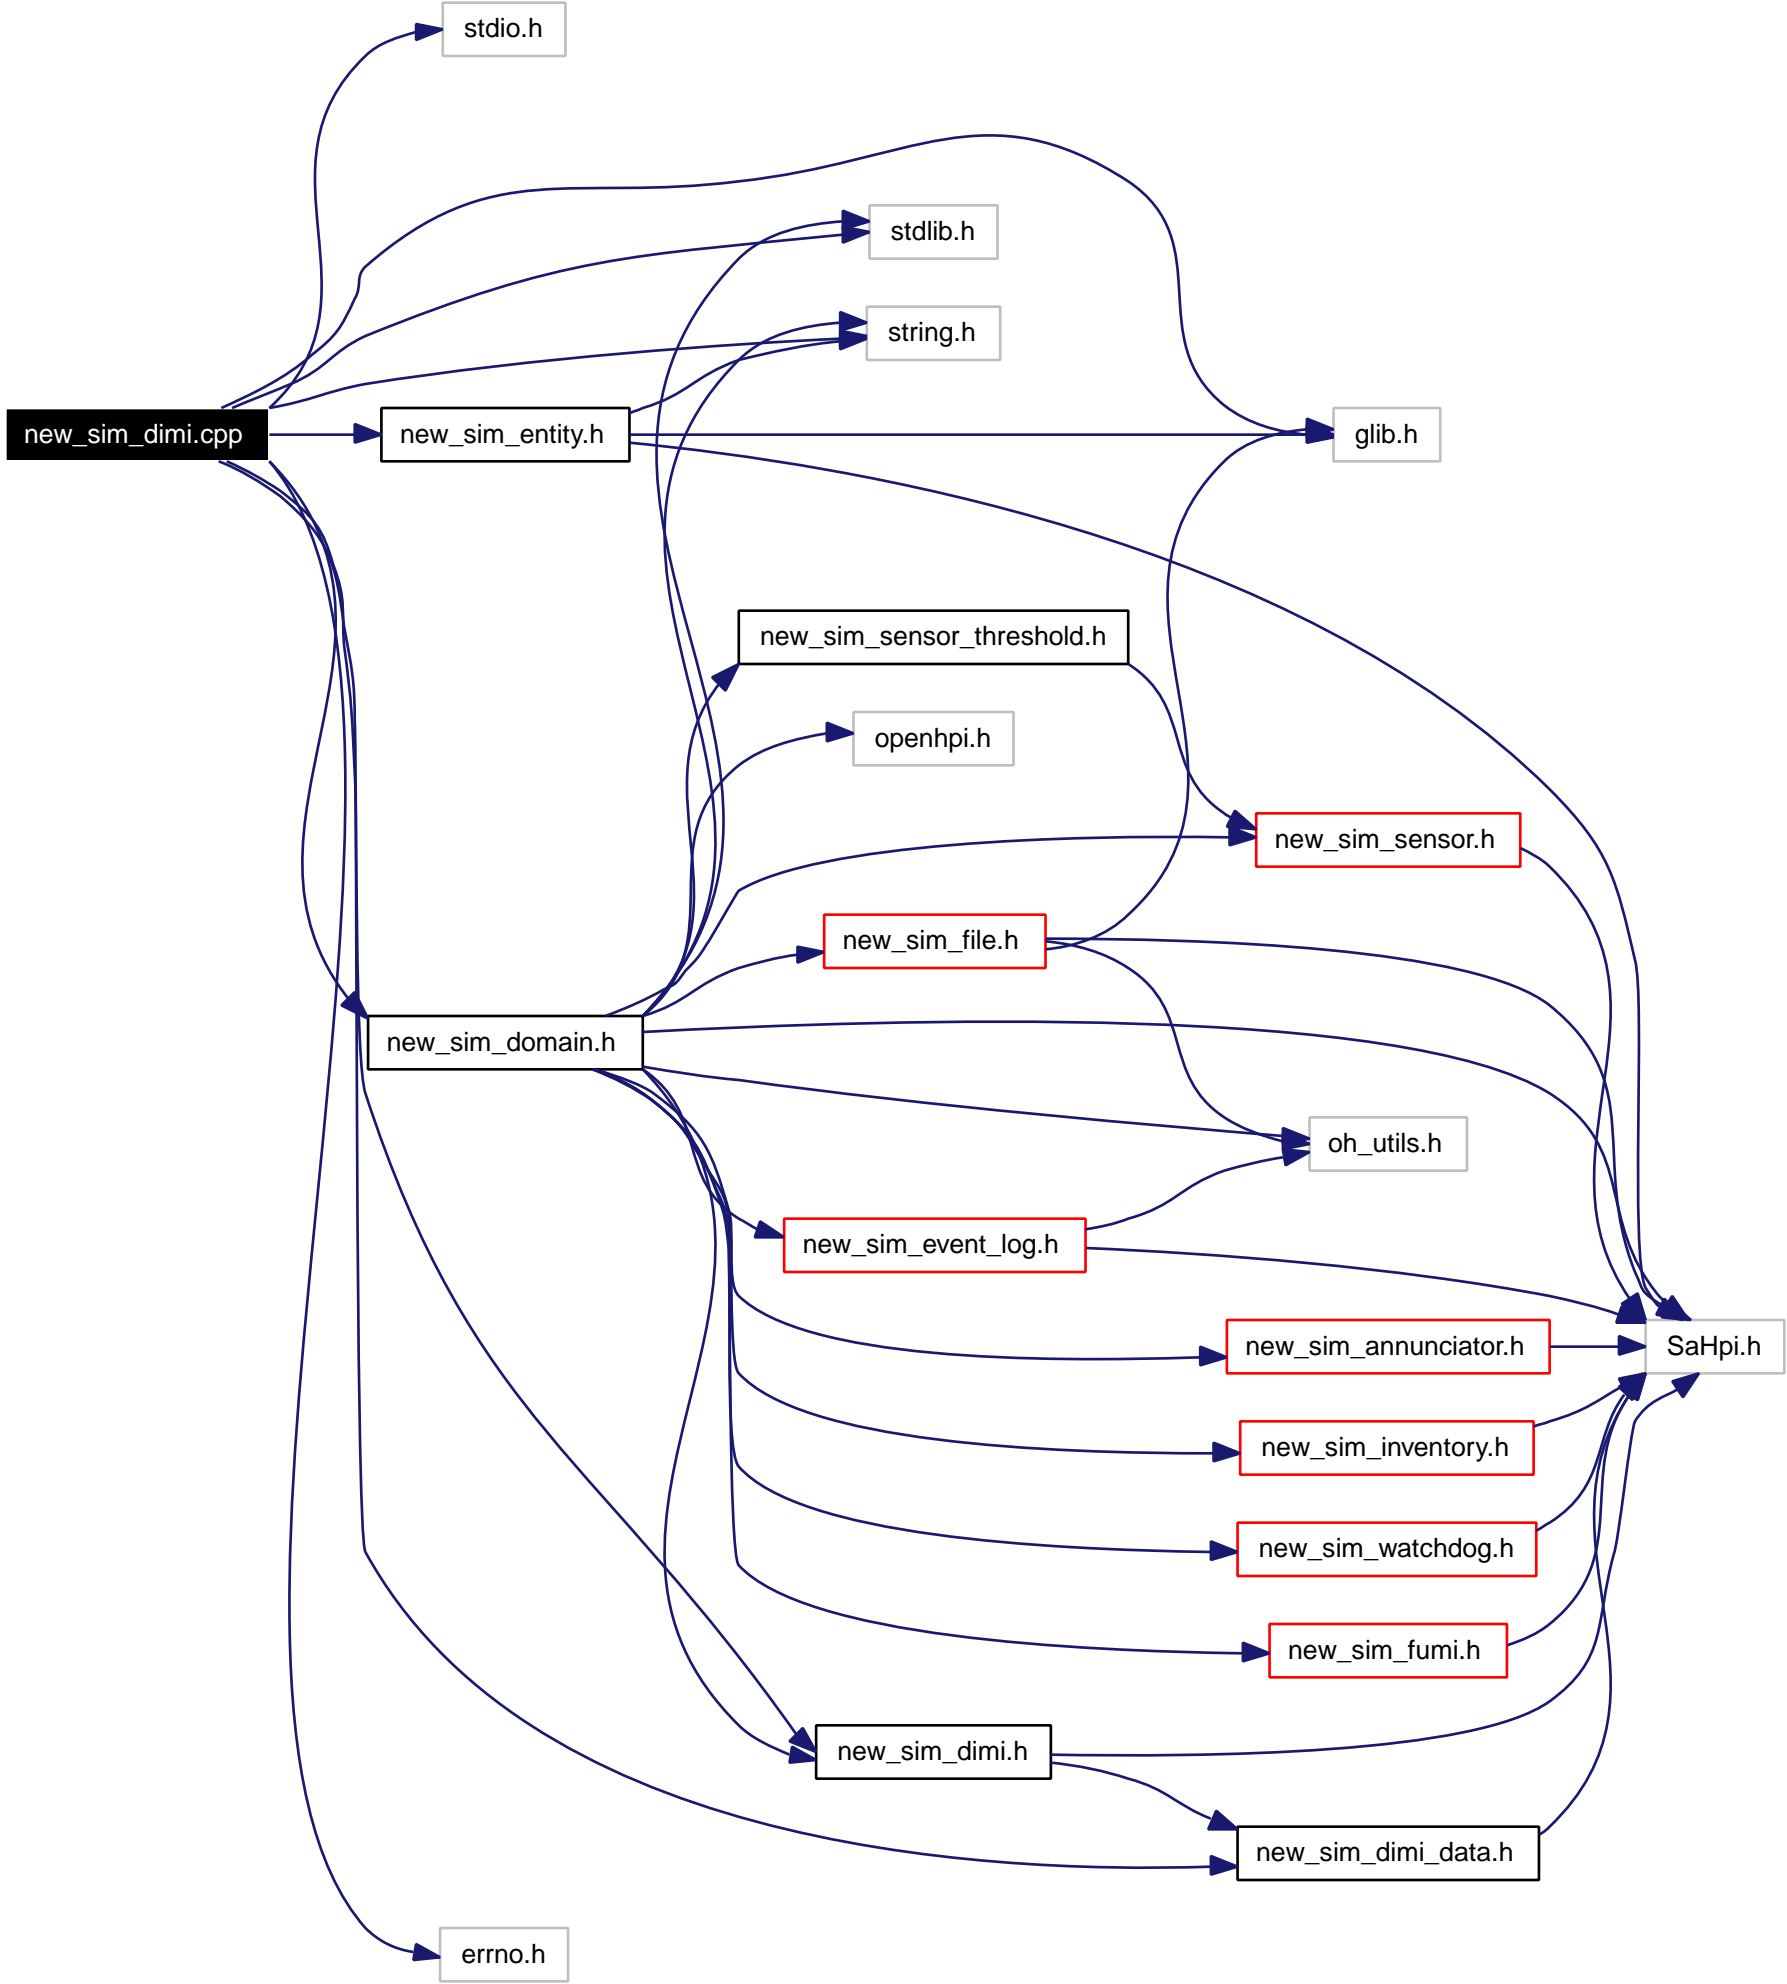 stdio.h
stdlib.h
string.h
new_sim_dimi.cpp
new_sim_entity.h
glib.h
new_sim_sensor_threshold.h
openhpi.h
new_sim_sensor.h
new_sim_file.h
new_sim_domain.h
oh_utils.h
new_sim_event_log.h
new_sim_annunciator.h
SaHpi.h
new_sim_inventory.h
new_sim_watchdog.h
new_sim_fumi.h
new_sim_dimi.h
new_sim_dimi_data.h
errno.h